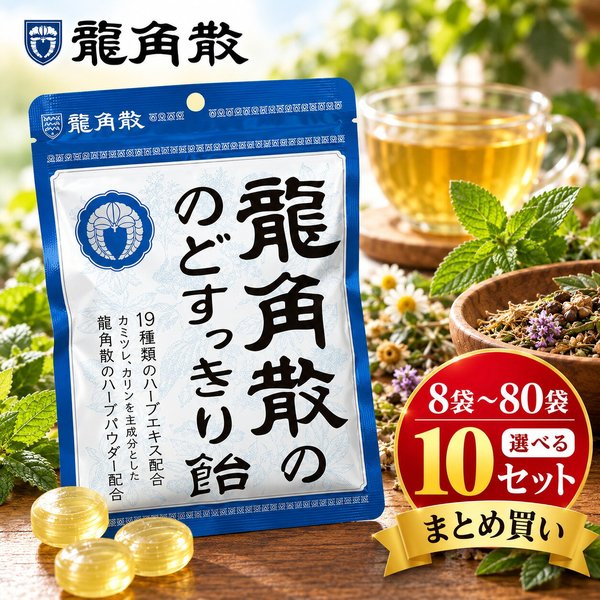 龍角散
龍角散
龍角散の
のどすっきり飴
19種類のハーブエキス配合
カミツレ、カリンを主成分とした
龍角散のハーブパウダー配合
8袋~80袋
10セット
選べる
まとめ買い